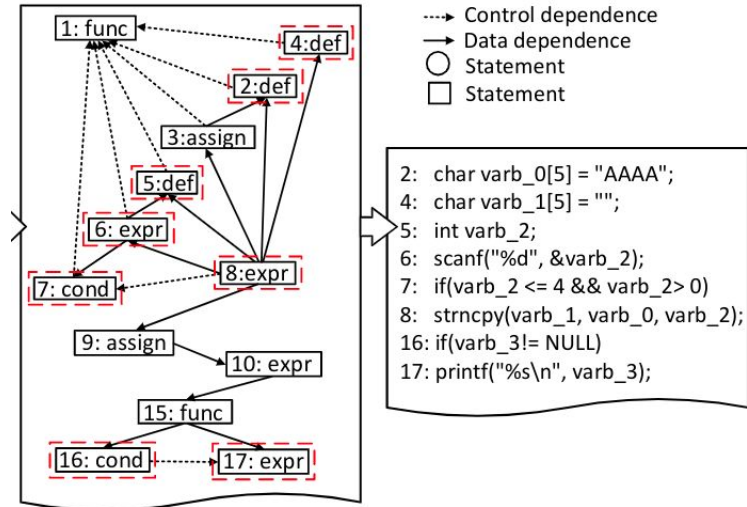 1: func
4:def
2:def
3:assign
5:def
6: expr
8:expr
7: cond
9: assign
10: expr
15: func
16: cond
17: expr
Control dependence
Data dependence
Statement
Statement
2: char varb_0[5] = "AAAA";
4: char varb_1[5] = "";
5: int varb_2;
6: scanf("%d", &varb_2);
7: if(varb_2 <= 4 && varb_2> 0)
8: strncpy(varb_1, varb_0, varb_2);
16: if(varb_3!= NULL)
17: printf("%s\n", varb_3);